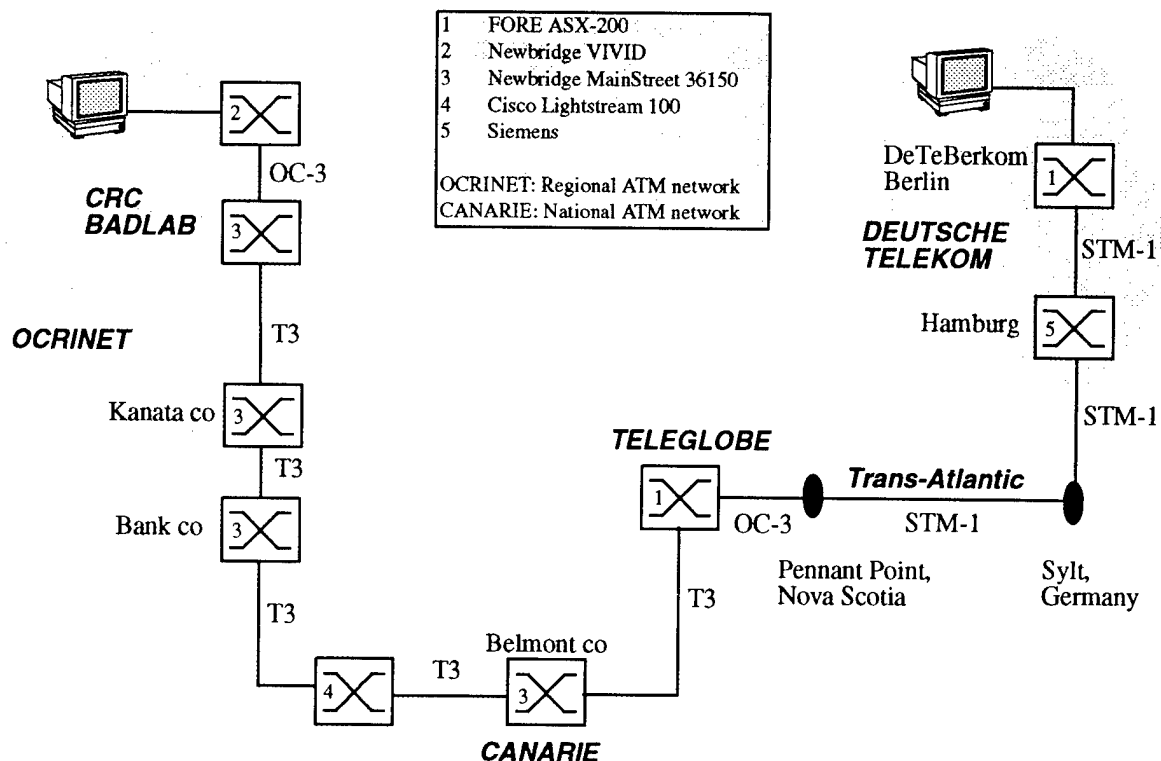 1 FORE ASX-200
2 Newbridge VIVID
3 Newbridge MainStreet 36150
4 Cisco Lightstream 100
5 Siemens
OCRINET: Regional ATM network
CANARIE: National ATM network
2
OC-3
CRC
BADLAB
3
T3
OCRINET
Kanata co
3
T3
Bank co
3
T3
4
T3
Belmont co
3
CANARIE
T3
TELEGLOBE
1
OC-3
Pennant Point,
Nova Scotia
Trans-Atlantic
STM-1
Sylt,
Germany
STM-1
Hamburg
5
STM-1
DEUTSCHE
TELEKOM
DeTeBerkom
Berlin
1